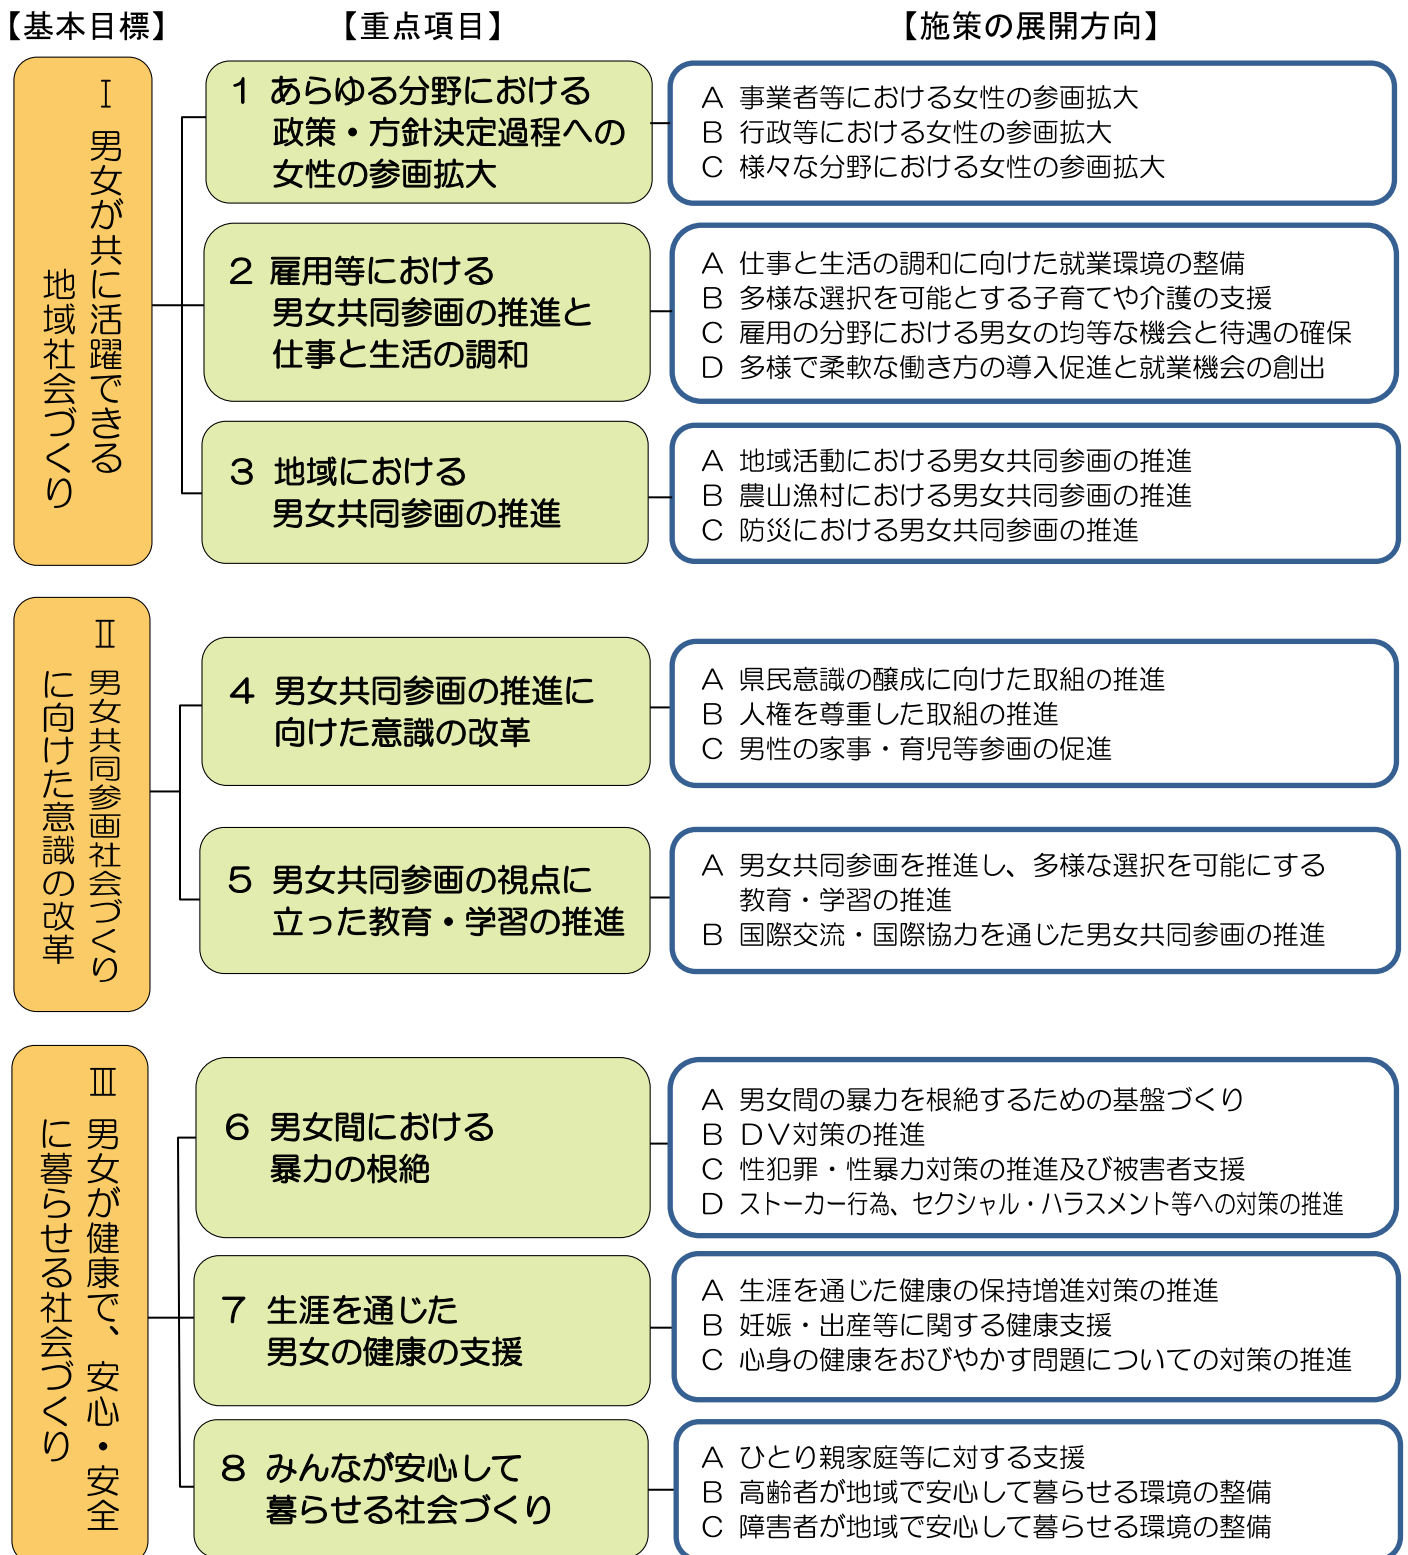 【基本目標】
【重点項目】
【施策の展開方向】
Ⅰ 男女が共に活躍できる
地域社会づくり
１ あらゆる分野における
政策・方針決定過程への
女性の参画拡大
Ａ 事業者等における女性の参画拡大
Ｂ 行政等における女性の参画拡大
Ｃ 様々な分野における女性の参画拡大
２ 雇用等における
男女共同参画の推進と
仕事と生活の調和
Ａ 仕事と生活の調和に向けた就業環境の整備
Ｂ 多様な選択を可能とする子育てや介護の支援
Ｃ 雇用の分野における男女の均等な機会と待遇の確保
Ｄ 多様で柔軟な働き方の導入促進と就業機会の創出
３ 地域における
男女共同参画の推進
Ａ 地域活動における男女共同参画の推進
Ｂ 農山漁村における男女共同参画の推進
Ｃ 防災における男女共同参画の推進
Ⅱ 男女共同参画社会づくり
に向けた意識の改革
４ 男女共同参画の推進に
向けた意識の改革
Ａ 県民意識の醸成に向けた取組の推進
Ｂ 人権を尊重した取組の推進
Ｃ 男性の家事・育児等参画の促進
５ 男女共同参画の視点に
立った教育・学習の推進
Ａ 男女共同参画を推進し、多様な選択を可能にする
教育・学習の推進
Ｂ 国際交流・国際協力を通じた男女共同参画の推進
Ⅲ 男女が健康で、安心・安全
に暮らせる社会づくり
６ 男女間における
暴力の根絶
Ａ 男女間の暴力を根絶するための基盤づくり
Ｂ ＤＶ対策の推進
Ｃ 性犯罪・性暴力対策の推進及び被害者支援
Ｄ ストーカー行為、セクシャル・ハラスメント等への対策の推進
７ 生涯を通じた
男女の健康の支援
Ａ 生涯を通じた健康の保持増進対策の推進
Ｂ 妊娠・出産等に関する健康支援
Ｃ 心身の健康をおびやかす問題についての対策の推進
８ みんなが安心して
暮らせる社会づくり
Ａ ひとり親家庭等に対する支援
Ｂ 高齢者が地域で安心して暮らせる環境の整備
Ｃ 障害者が地域で安心して暮らせる環境の整備